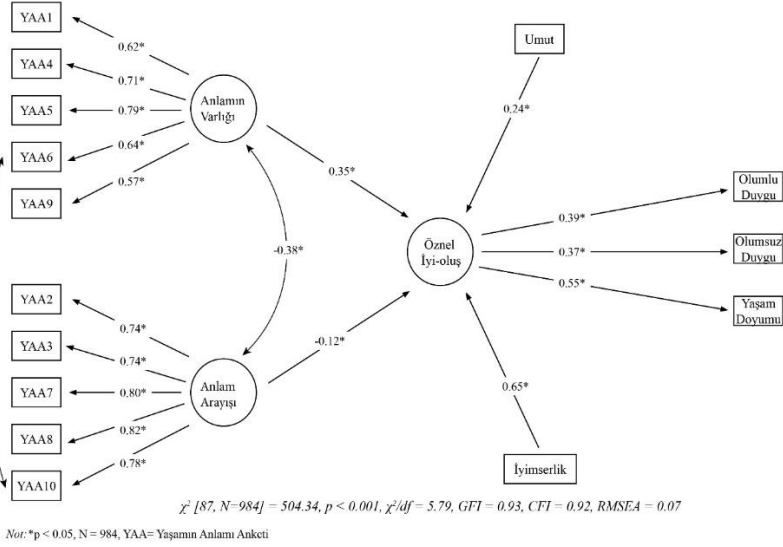 YAA1
0.62*
YAA4
0.71*
YAA5
0.79*
YAA6
0.64*
YAA9
0.57*
Anlamın
Varlığı
Umut
0.24*
0.35*
-0.38*
Öznel
İyi-oluş
0.39*
Olumlu
Duygu
0.37*
Olumsuz
Duygu
0.55*
Yaşam
Doyumu
YAA2
0.74*
YAA3
0.74*
YAA7
0.80*
YAA8
0.82*
YAA10
0.78*
Anlam
Arayışı
-0.12*
0.65*
İyimserlik
χ² [87, N=984] = 504.34, p < 0.001, χ²/df = 5.79, GFI = 0.93, CFI = 0.92, RMSEA = 0.07
Not: *p < 0.05, N = 984, YAA= Yaşamın Anlamı Anketi